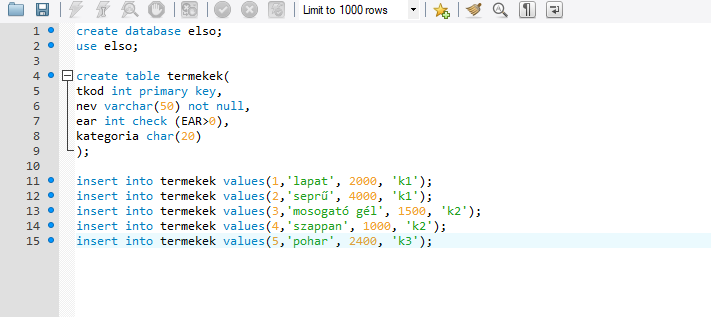 Limit to 1000 rows
1 create database elso;
2 use elso;
3
4 create table termekek(
5 tkod int primary key,
6 nev varchar(50) not null,
7 ear int check (EAR>0),
8 kategoria char(20)
9 );
10
11 insert into termekek values(1,'lapat', 2000, 'k1');
12 insert into termekek values(2,'seprű', 4000, 'k1');
13 insert into termekek values(3,'mosogató gél', 1500, 'k2');
14 insert into termekek values(4,'szappan', 1000, 'k2');
15 insert into termekek values(5,'pohar', 2400, 'k3');